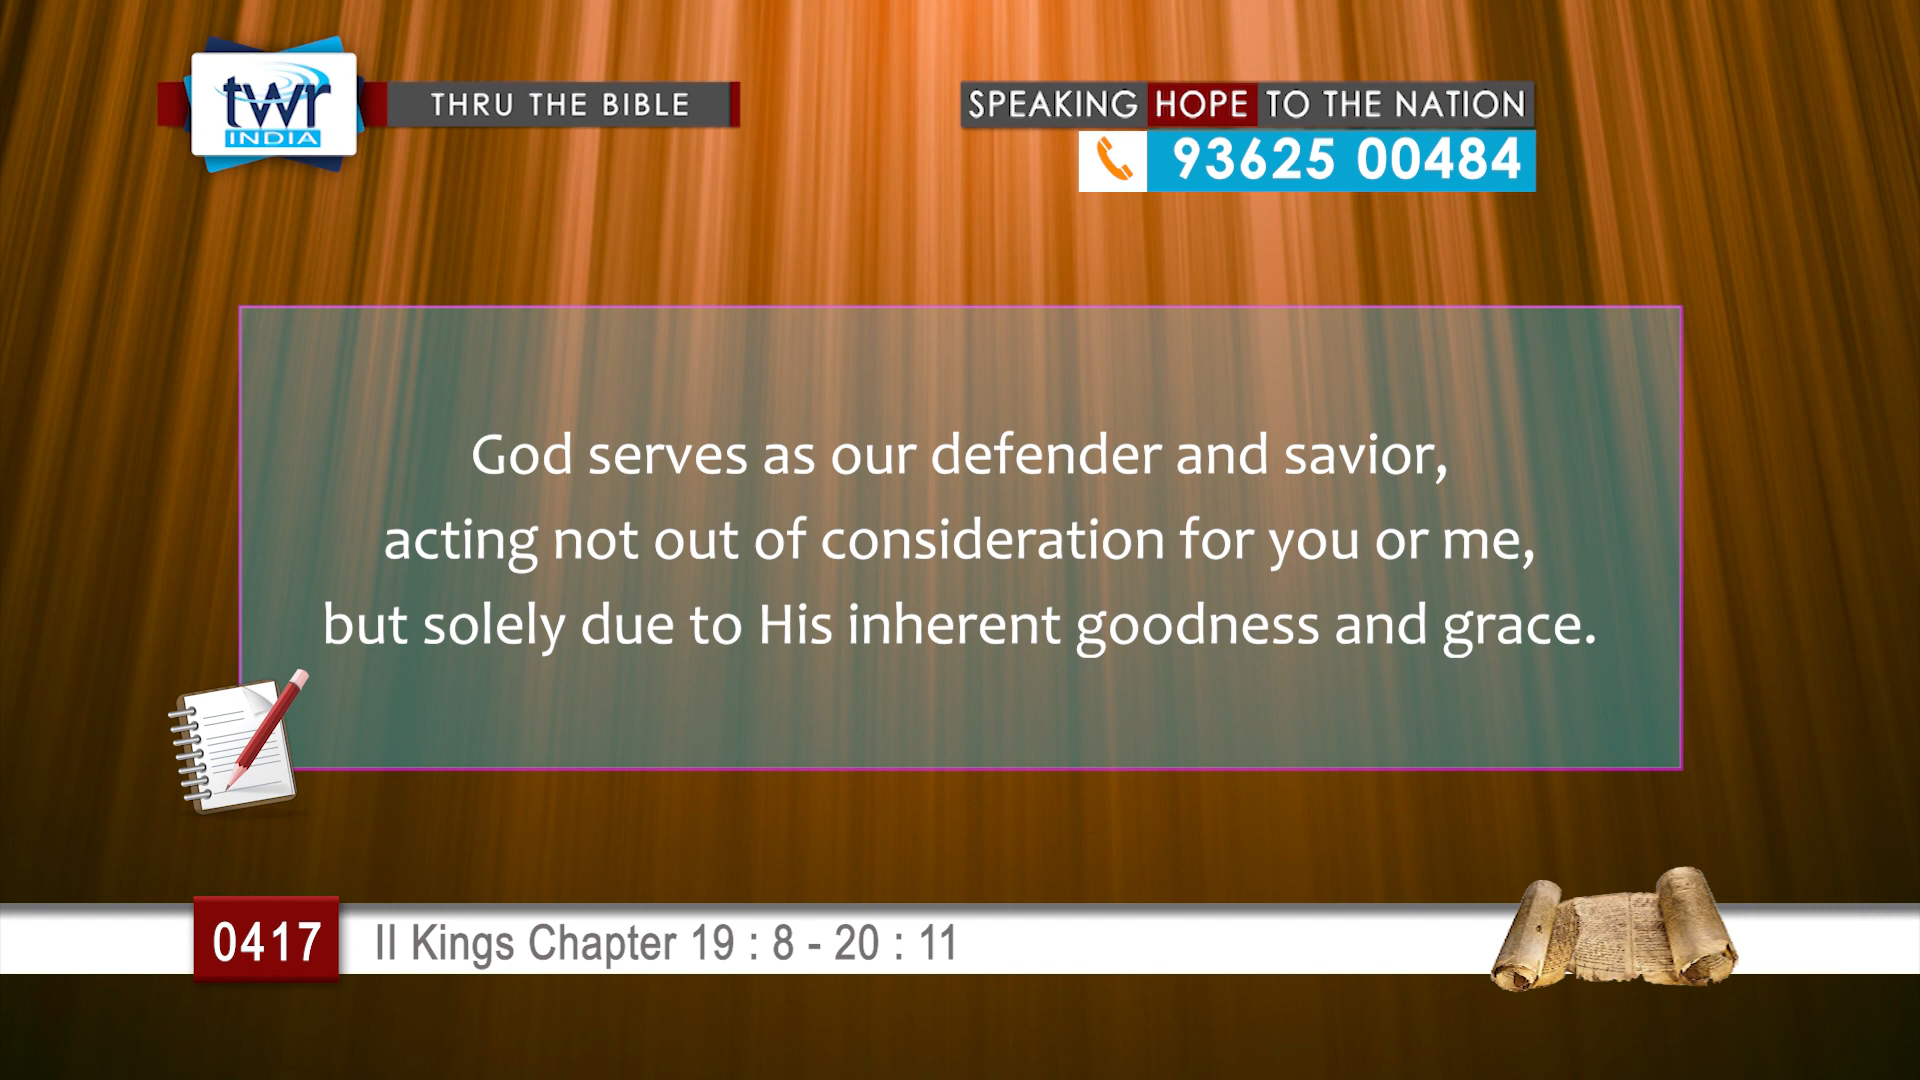 twr
INDIA
THRU THE BIBLE
SPEAKING HOPE TO THE NATION
93625 00484
God serves as our defender and savior,
acting not out of consideration for you or me,
but solely due to His inherent goodness and grace.
0417
II Kings Chapter 19 : 8 - 20 : 11